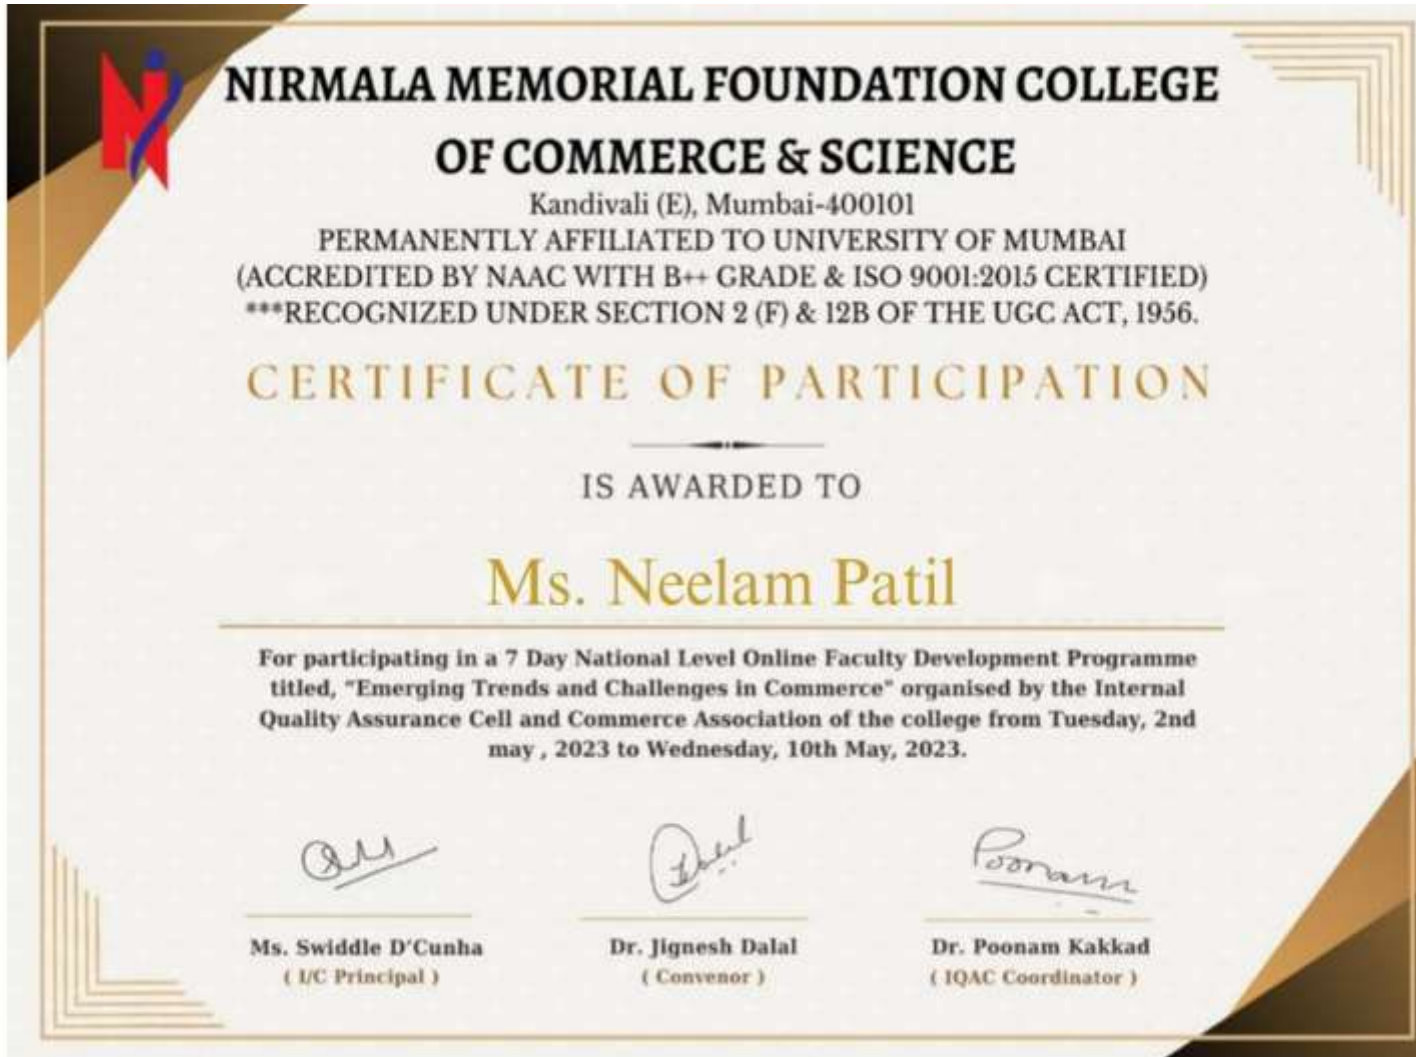 NIRMALA MEMORIAL FOUNDATION COLLEGE
OF COMMERCE & SCIENCE
Kandivali (E), Mumbai-400101
PERMANENTLY AFFILIATED TO UNIVERSITY OF MUMBAI
(ACCREDITED BY NAAC WITH B++ GRADE & ISO 9001:2015 CERTIFIED)
***RECOGNIZED UNDER SECTION 2 (F) & 12B OF THE UGC ACT, 1956.
CERTIFICATE OF PARTICIPATION
IS AWARDED TO
Ms. Neelam Patil
For participating in a 7 Day National Level Online Faculty Development Programme
titled, "Emerging Trends and Challenges in Commerce" organised by the Internal
Quality Assurance Cell and Commerce Association of the college from Tuesday, 2nd
may , 2023 to Wednesday, 10th May, 2023.
Poonam
Ms. Swiddle D'Cunha
Dr. Jignesh Dalal
Dr. Poonam Kakkad
( I/C Principal )
( Convenor )
( IQAC Coordinator )